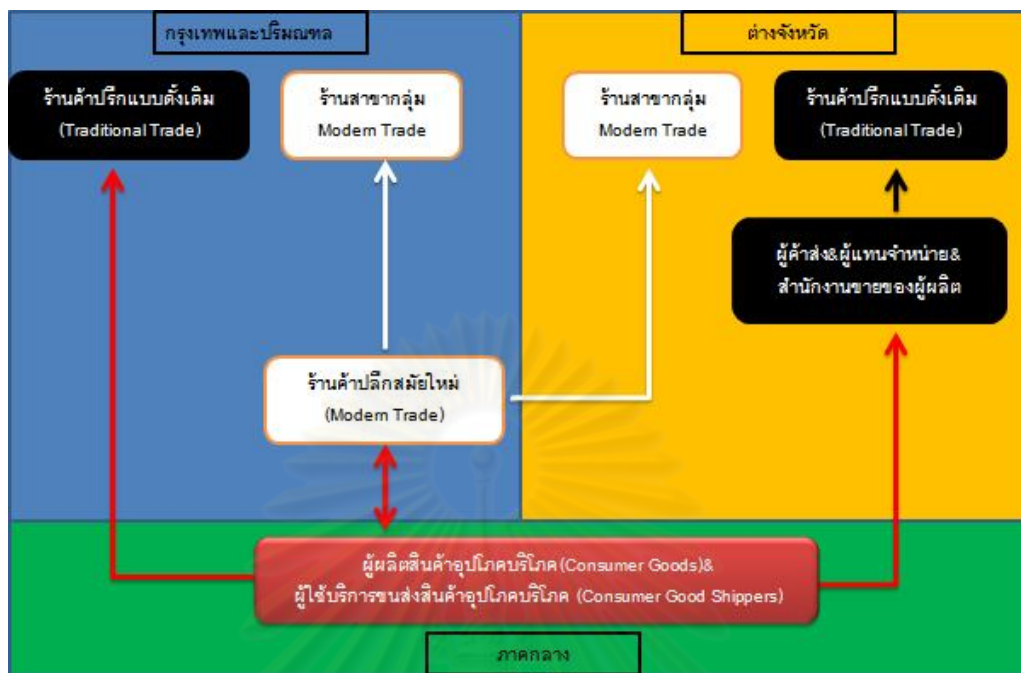 กรุงเทพและปริมณฑล
ต่างจังหวัด
ร้านค้าปรีกแบบดั้งเดิม
(Traditional Trade)
ร้านสาขากลุ่ม
Modern Trade
ร้านสาขากลุ่ม
Modern Trade
ร้านค้าปรีกแบบดั้งเดิม
(Traditional Trade)
ผู้ค้าส่ง&ผู้แทนจำหน่าย&
สำนักงานขายของผู้ผลิต
ร้านค้าปลีกสมัยใหม่
(Modern Trade)
ผู้ผลิตสินค้าอุปโภคบริโภค(Consumer Goods)&
ผู้ใช้บริการขนส่งสินค้าอุปโภคบริโภค (Consumer Good Shippers)
ภาคกลาง